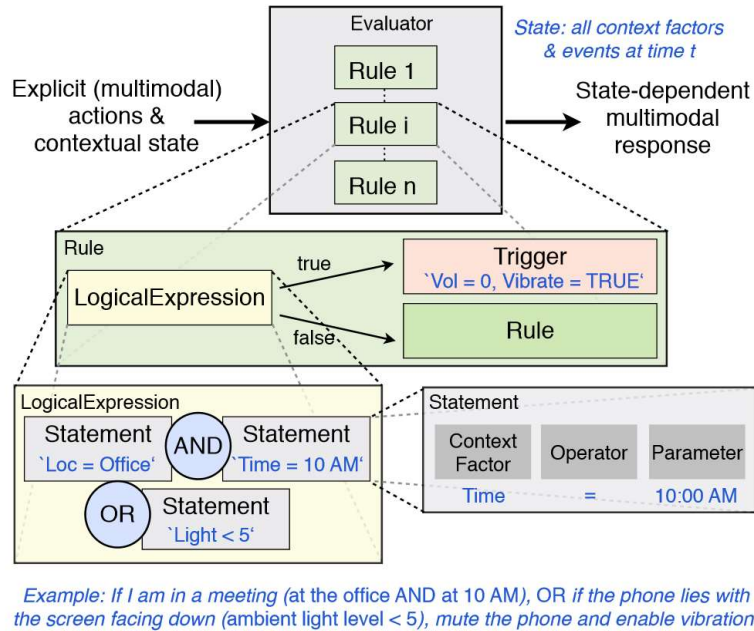 Evaluator
State: all context factors
& events at time t
Rule 1
Explicit (multimodal)
actions &
contextual state
Rule i
State-dependent
multimodal
response
Rule n
Rule
true
Trigger
`Vol = 0, Vibrate = TRUE‘
LogicalExpression
false
Rule
LogicalExpression
Statement
`Loc = Office‘
AND
Statement
`Time = 10 AM‘
OR
Statement
`Light < 5‘
Statement
Context
Factor
Operator
Parameter
Time
=
10:00 AM
Example: If I am in a meeting (at the office AND at 10 AM), OR if the phone lies with
the screen facing down (ambient light level < 5), mute the phone and enable vibration